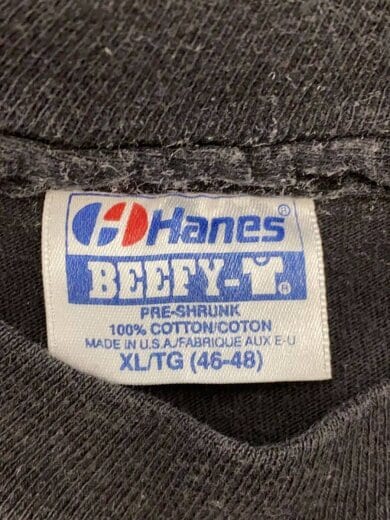 Hanes®
BEEFY-T®
PRE-SHRUNK
100% COTTON/COTON
MADE IN U.S.A/FABRIQUE AUX E-U
XL/TG (46-48)